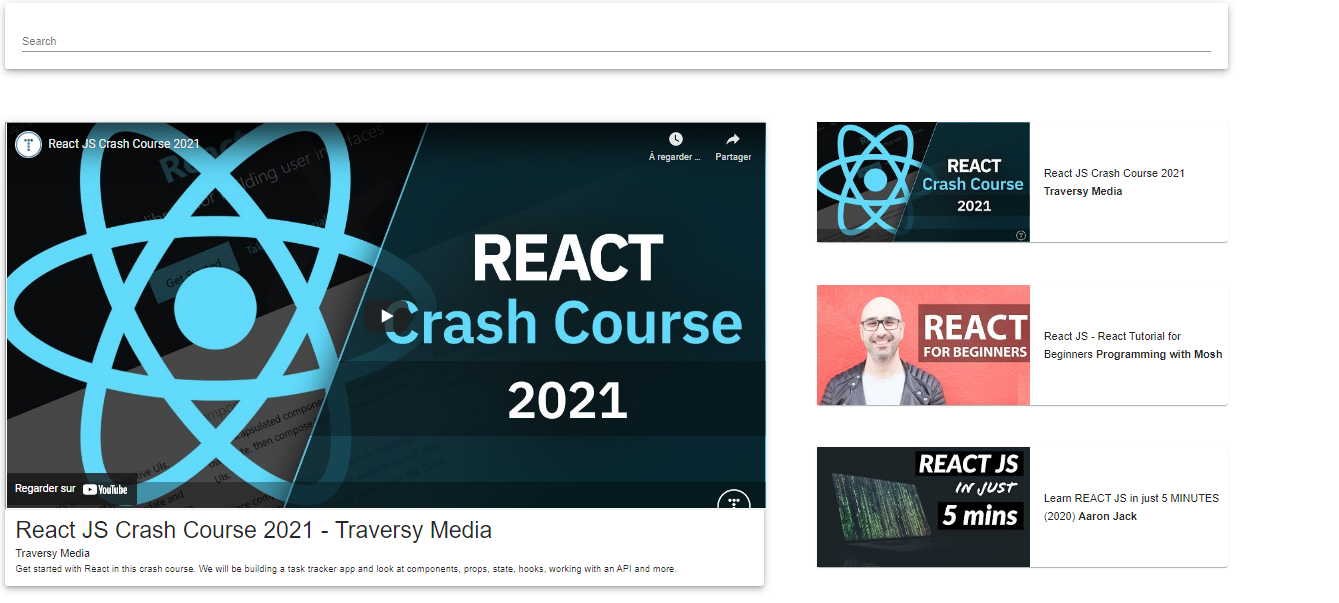 Search
React JS Crash Course 2021
À regarder ...
Partager
REACT
Crash Course
2021
Get Started
Regarder sur YouTube
React JS Crash Course 2021 - Traversy Media
Traversy Media
Get started with React in this crash course. We will be building a task tracker app and look at components, props, state, hooks, working with an API and more.
REACT
Crash Course
2021
React JS Crash Course 2021
Traversy Media
REACT
FOR BEGINNERS
React JS - React Tutorial for
Beginners Programming with Mosh
REACT JS
IN JUST
5 mins
Learn REACT JS in just 5 MINUTES
(2020) Aaron Jack